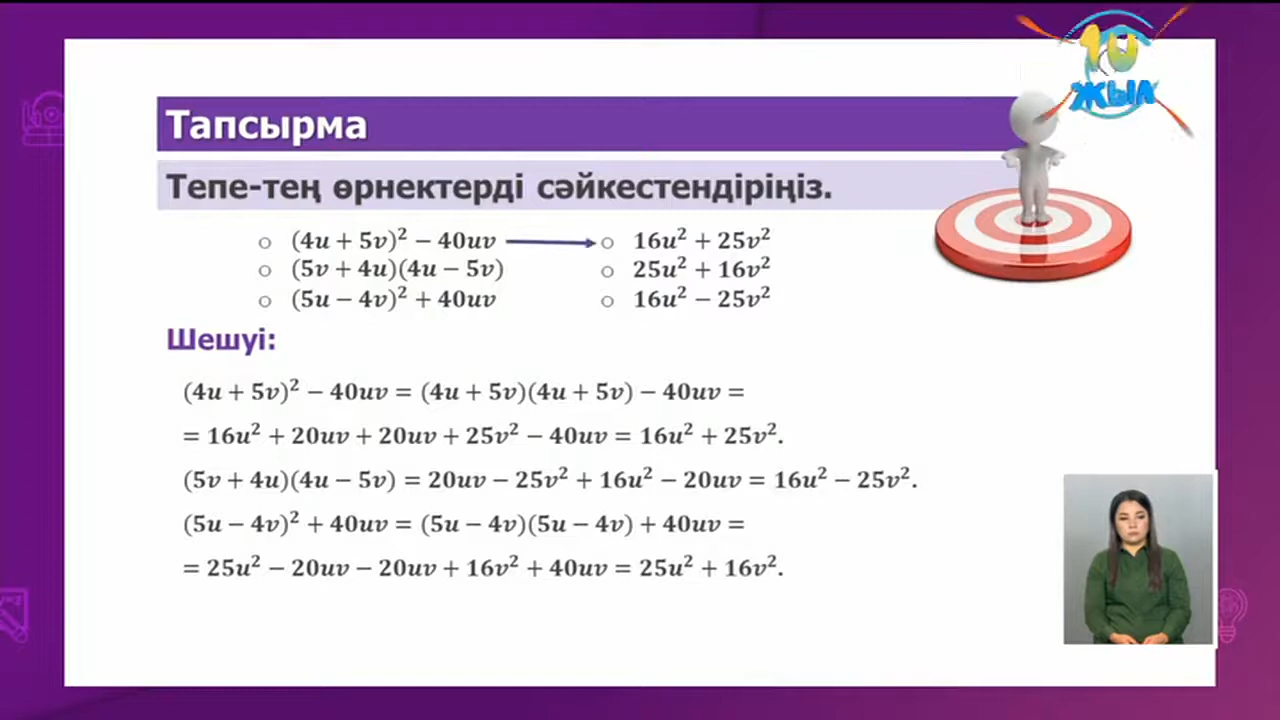 10
ЖЫЛ
Тапсырма
Тепе-тең өрнектерді сәйкестендіріңіз.
○ (4u + 5v)² − 40uv ⟶ ○ 16u² + 25v²
○ (5v + 4u)(4u − 5v) ○ 25u² + 16v²
○ (5u − 4v)² + 40uv ○ 16u² − 25v²
Шешуі:
(4u + 5v)² − 40uv = (4u + 5v)(4u + 5v) − 40uv =
= 16u² + 20uv + 20uv + 25v² − 40uv = 16u² + 25v².
(5v + 4u)(4u − 5v) = 20uv − 25v² + 16u² − 20uv = 16u² − 25v².
(5u − 4v)² + 40uv = (5u − 4v)(5u − 4v) + 40uv =
= 25u² − 20uv − 20uv + 16v² + 40uv = 25u² + 16v².